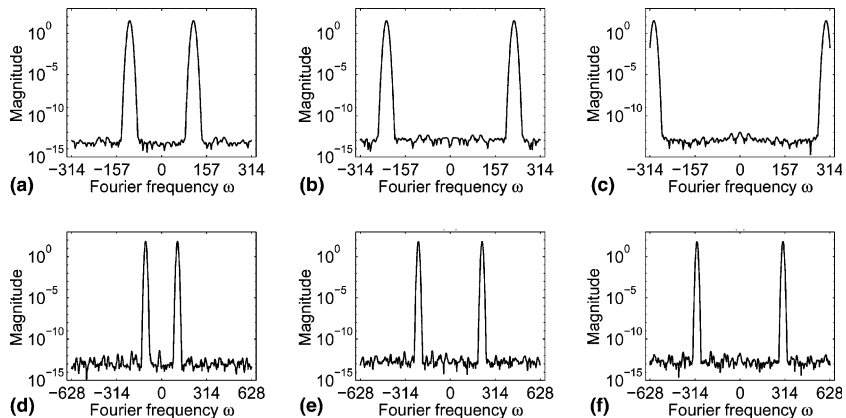 10^0
10^0
10^0
10^−5
10^−5
10^−5
10^−10
10^−10
10^−10
10^−15
10^−15
10^−15
Magnitude
Magnitude
Magnitude
−314 −157 0 157 314
−314 −157 0 157 314
−314 −157 0 157 314
(a) Fourier frequency ω
(b) Fourier frequency ω
(c) Fourier frequency ω
10^0
10^0
10^0
10^−5
10^−5
10^−5
10^−10
10^−10
10^−10
10^−15
10^−15
10^−15
Magnitude
Magnitude
Magnitude
−628 −314 0 314 628
−628 −314 0 314 628
−628 −314 0 314 628
(d) Fourier frequency ω
(e) Fourier frequency ω
(f) Fourier frequency ω